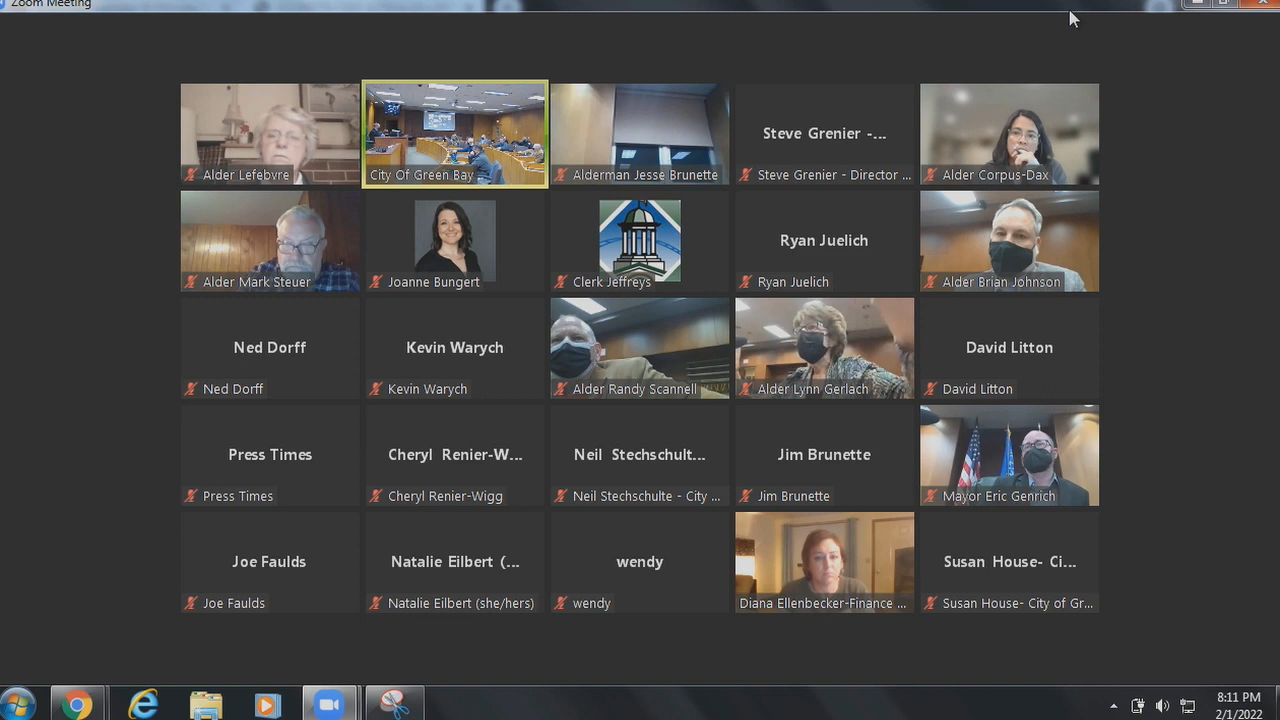 Zoom Meeting
Alder Lefebvre
City Of Green Bay
Alderman Jesse Brunette
Steve Grenier -...
Steve Grenier - Director ...
Alder Corpus-Dax
Alder Mark Steuer
Joanne Bungert
Clerk Jeffreys
Ryan Juelich
Ryan Juelich
Alder Brian Johnson
Ned Dorff
Ned Dorff
Kevin Warych
Kevin Warych
Alder Randy Scannell
Alder Lynn Gerlach
David Litton
David Litton
Press Times
Press Times
Cheryl Renier-W...
Cheryl Renier-Wigg
Neil Stechschult...
Neil Stechschulte - City ...
Jim Brunette
Jim Brunette
Mayor Eric Genrich
Joe Faulds
Joe Faulds
Natalie Eilbert (...
Natalie Eilbert (she/hers)
wendy
wendy
Diana Ellenbecker-Finance ...
Susan House- Ci...
Susan House- City of Gr...
8:11 PM
2/1/2022